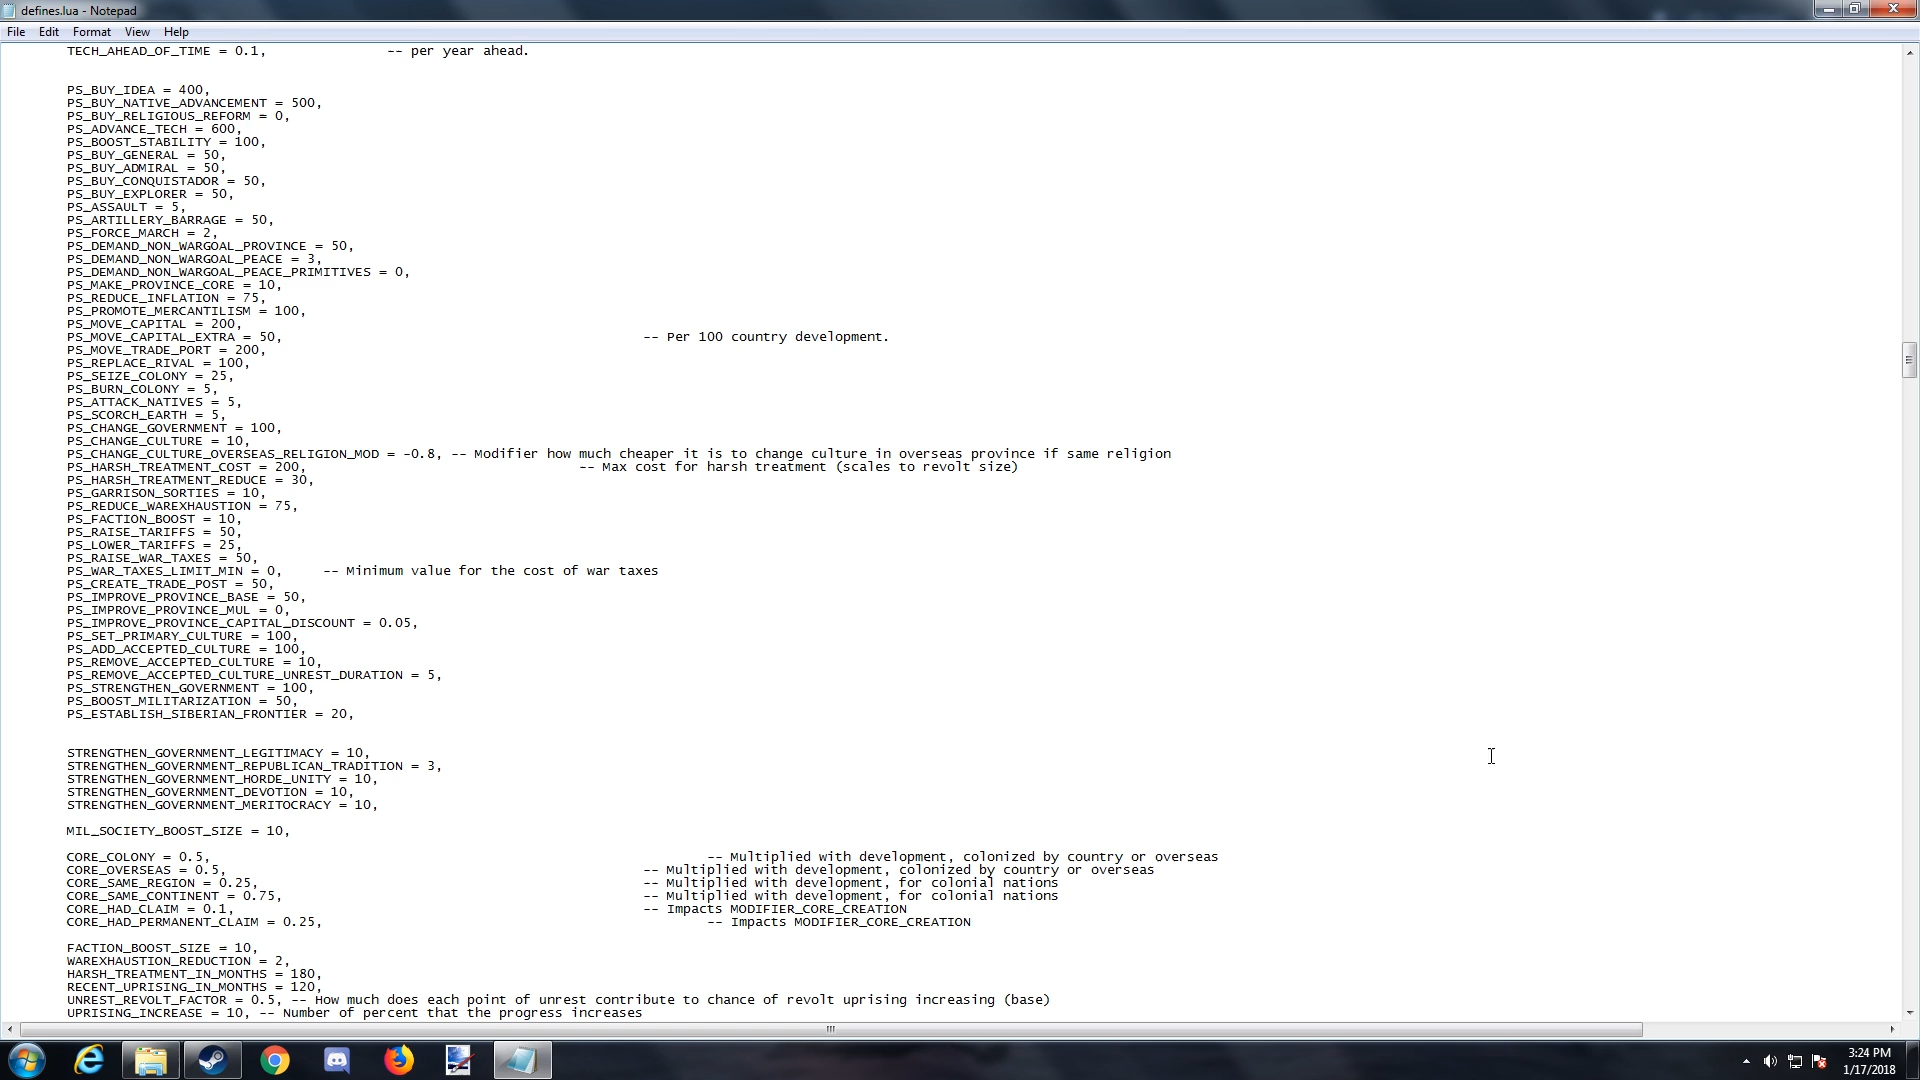 defines.lua - Notepad
File Edit Format View Help
TECH_AHEAD_OF_TIME = 0.1, -- per year ahead.
PS_BUY_IDEA = 400,
PS_BUY_NATIVE_ADVANCEMENT = 500,
PS_BUY_RELIGIOUS_REFORM = 0,
PS_ADVANCE_TECH = 600,
PS_BOOST_STABILITY = 100,
PS_BUY_GENERAL = 50,
PS_BUY_ADMIRAL = 50,
PS_BUY_CONQUISTADOR = 50,
PS_BUY_EXPLORER = 50,
PS_ASSAULT = 5,
PS_ARTILLERY_BARRAGE = 50,
PS_FORCE_MARCH = 2,
PS_DEMAND_NON_WARGOAL_PROVINCE = 50,
PS_DEMAND_NON_WARGOAL_PEACE = 3,
PS_DEMAND_NON_WARGOAL_PEACE_PRIMITIVES = 0,
PS_MAKE_PROVINCE_CORE = 10,
PS_REDUCE_INFLATION = 75,
PS_PROMOTE_MERCANTILISM = 100,
PS_MOVE_CAPITAL = 200,
PS_MOVE_CAPITAL_EXTRA = 50, -- Per 100 country development.
PS_MOVE_TRADE_PORT = 200,
PS_REPLACE_RIVAL = 100,
PS_SEIZE_COLONY = 25,
PS_BURN_COLONY = 5,
PS_ATTACK_NATIVES = 5,
PS_SCORCH_EARTH = 5,
PS_CHANGE_GOVERNMENT = 100,
PS_CHANGE_CULTURE = 10,
PS_CHANGE_CULTURE_OVERSEAS_RELIGION_MOD = -0.8, -- Modifier how much cheaper it is to change culture in overseas province if same religion
PS_HARSH_TREATMENT_COST = 200, -- Max cost for harsh treatment (scales to revolt size)
PS_HARSH_TREATMENT_REDUCE = 30,
PS_GARRISON_SORTIES = 10,
PS_REDUCE_WAREXHAUSTION = 75,
PS_FACTION_BOOST = 10,
PS_RAISE_TARIFFS = 50,
PS_LOWER_TARIFFS = 25,
PS_RAISE_WAR_TAXES = 50,
PS_WAR_TAXES_LIMIT_MIN = 0, -- Minimum value for the cost of war taxes
PS_CREATE_TRADE_POST = 50,
PS_IMPROVE_PROVINCE_BASE = 50,
PS_IMPROVE_PROVINCE_MUL = 0,
PS_IMPROVE_PROVINCE_CAPITAL_DISCOUNT = 0.05,
PS_SET_PRIMARY_CULTURE = 100,
PS_ADD_ACCEPTED_CULTURE = 100,
PS_REMOVE_ACCEPTED_CULTURE = 10,
PS_REMOVE_ACCEPTED_CULTURE_UNREST_DURATION = 5,
PS_STRENGTHEN_GOVERNMENT = 100,
PS_BOOST_MILITARIZATION = 50,
PS_ESTABLISH_SIBERIAN_FRONTIER = 20,
STRENGTHEN_GOVERNMENT_LEGITIMACY = 10,
STRENGTHEN_GOVERNMENT_REPUBLICAN_TRADITION = 3,
STRENGTHEN_GOVERNMENT_HORDE_UNITY = 10,
STRENGTHEN_GOVERNMENT_DEVOTION = 10,
STRENGTHEN_GOVERNMENT_MERITOCRACY = 10,
MIL_SOCIETY_BOOST_SIZE = 10,
CORE_COLONY = 0.5, -- Multiplied with development, colonized by country or overseas
CORE_OVERSEAS = 0.5, -- Multiplied with development, colonized by country or overseas
CORE_SAME_REGION = 0.25, -- Multiplied with development, for colonial nations
CORE_SAME_CONTINENT = 0.75, -- Multiplied with development, for colonial nations
CORE_HAD_CLAIM = 0.1, -- Impacts MODIFIER_CORE_CREATION
CORE_HAD_PERMANENT_CLAIM = 0.25, -- Impacts MODIFIER_CORE_CREATION
FACTION_BOOST_SIZE = 10,
WAREXHAUSTION_REDUCTION = 2,
HARSH_TREATMENT_IN_MONTHS = 180,
RECENT_UPRISING_IN_MONTHS = 120,
UNREST_REVOLT_FACTOR = 0.5, -- How much does each point of unrest contribute to chance of revolt uprising increasing (base)
UPRISING_INCREASE = 10, -- Number of percent that the progress increases
3:24 PM
1/17/2018